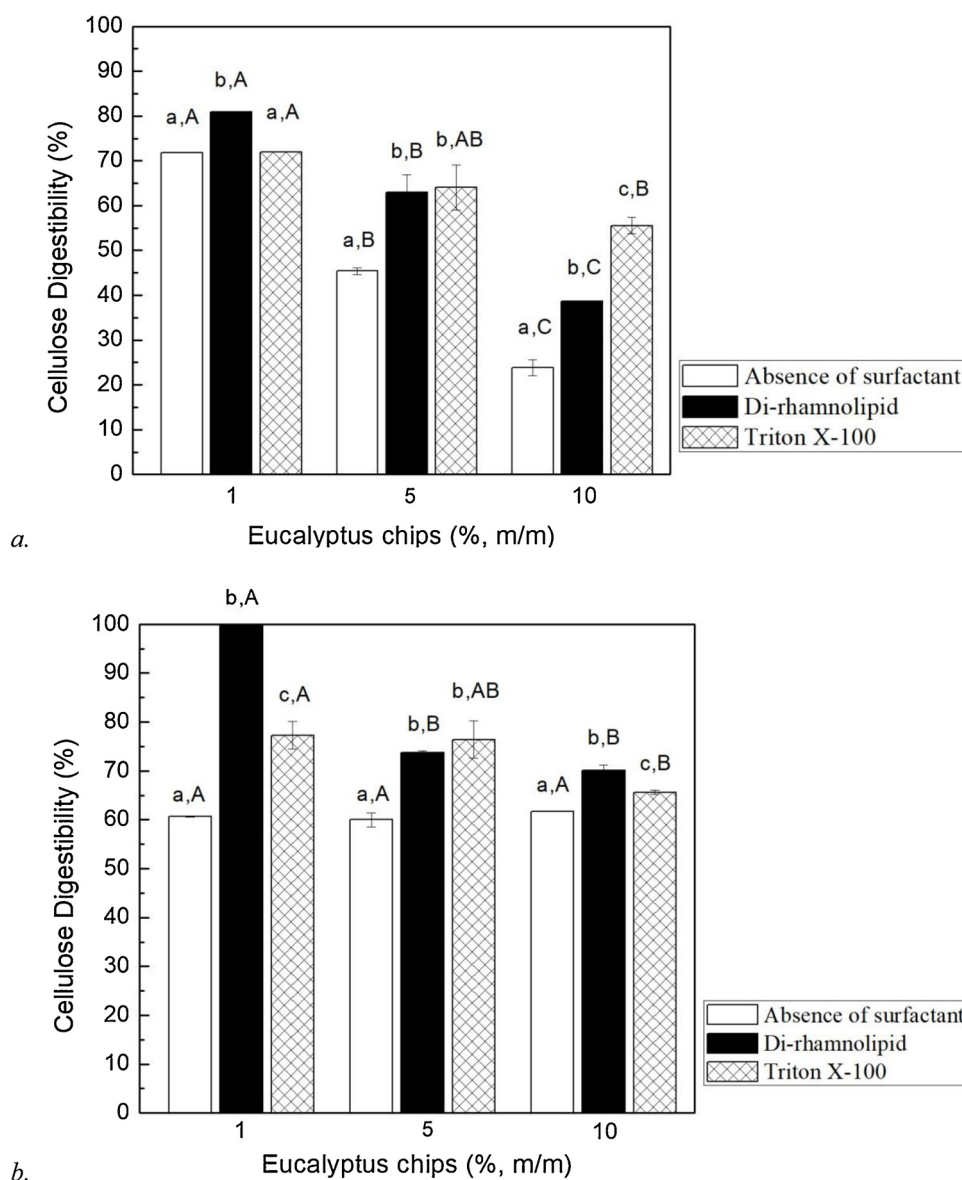 100
90
80
70
60
50
40
30
20
10
0
Cellulose Digestibility (%)
a,A
b,A
a,A
a,B
b,B
b,AB
a,C
b,C
c,B
1
5
10
Eucalyptus chips (%, m/m)
Absence of surfactant
Di-rhamnolipid
Triton X-100
a.
100
90
80
70
60
50
40
30
20
10
0
Cellulose Digestibility (%)
a,A
b,A
c,A
a,A
b,B
b,AB
a,A
b,B
c,B
1
5
10
Eucalyptus chips (%, m/m)
Absence of surfactant
Di-rhamnolipid
Triton X-100
b.